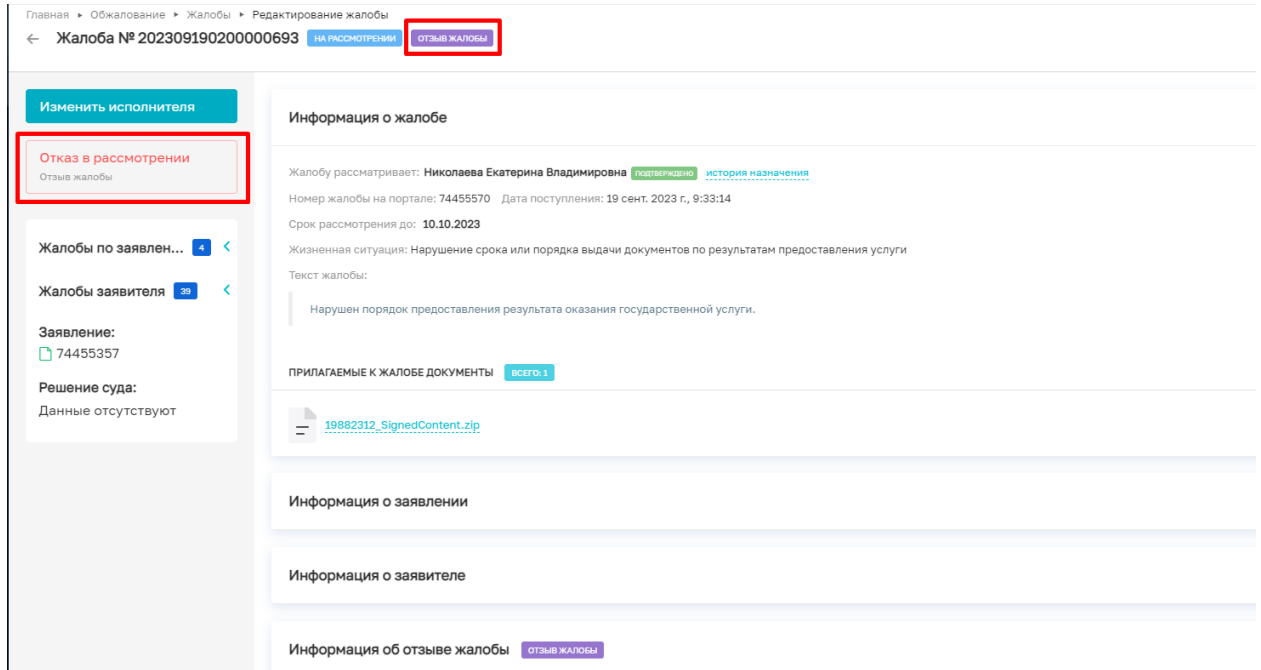 Главная ▸ Обжалование ▸ Жалобы ▸ Редактирование жалобы
← Жалоба № 202309190200000693 НА РАССМОТРЕНИИ ОТЗЫВ ЖАЛОБЫ
Изменить исполнителя
Отказ в рассмотрении
Отзыв жалобы
Жалобы по заявлен... 4
Жалобы заявителя 39
Заявление:
74455357
Решение суда:
Данные отсутствуют
Информация о жалобе
Жалобу рассматривает: Николаева Екатерина Владимировна ПОДТВЕРЖДЕНО история назначения
Номер жалобы на портале: 74455570 Дата поступления: 19 сент. 2023 г., 9:33:14
Срок рассмотрения до: 10.10.2023
Жизненная ситуация: Нарушение срока или порядка выдачи документов по результатам предоставления услуги
Текст жалобы:
Нарушен порядок предоставления результата оказания государственной услуги.
ПРИЛАГАЕМЫЕ К ЖАЛОБЕ ДОКУМЕНТЫ ВСЕГО: 1
19882312_SignedContent.zip
Информация о заявлении
Информация о заявителе
Информация об отзыве жалобы ОТЗЫВ ЖАЛОБЫ